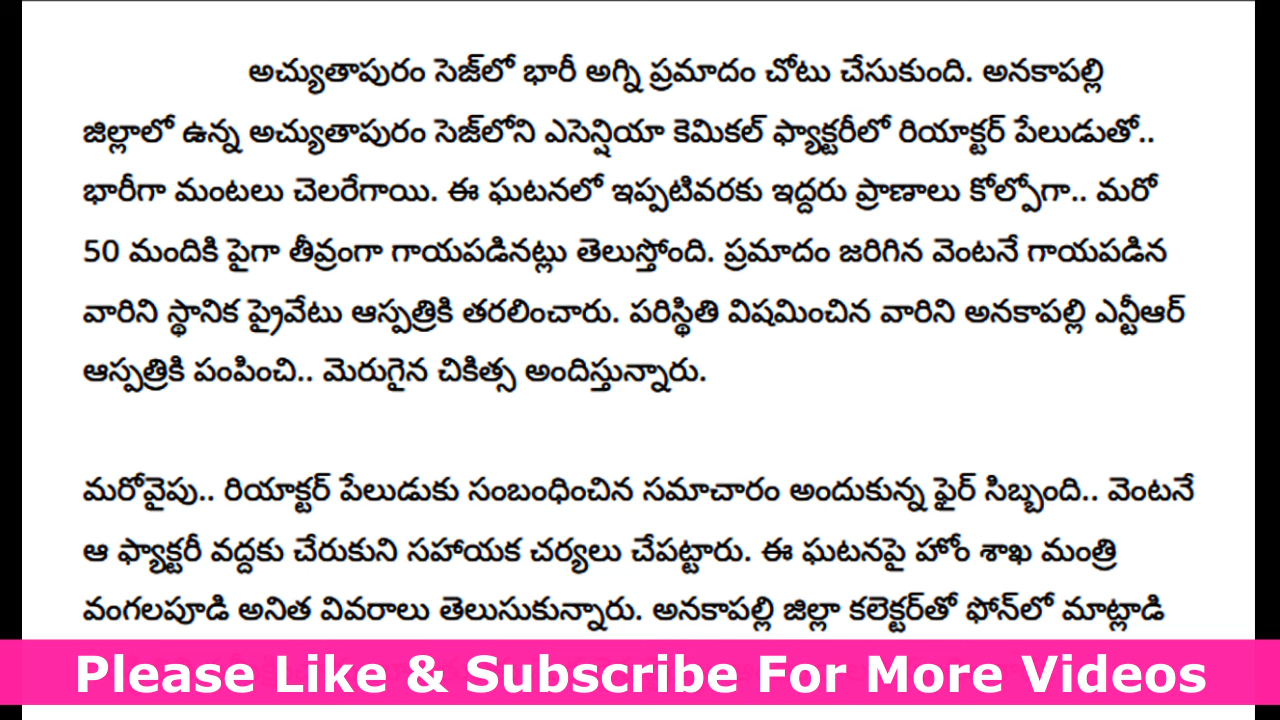 అచ్యుతాపురం సెజ్‌లో భారీ అగ్ని ప్రమాదం చోటు చేసుకుంది. అనకాపల్లి
జిల్లాలో ఉన్న అచ్యుతాపురం సెజ్‌లోని ఎసెన్షియా కెమికల్ ఫ్యాక్టరీలో రియాక్టర్ పేలుడుతో..
భారీగా మంటలు చెలరేగాయి. ఈ ఘటనలో ఇప్పటివరకు ఇద్దరు ప్రాణాలు కోల్పోగా.. మరో
50 మందికి పైగా తీవ్రంగా గాయపడినట్లు తెలుస్తోంది. ప్రమాదం జరిగిన వెంటనే గాయపడిన
వారిని స్థానిక ప్రైవేటు ఆస్పత్రికి తరలించారు. పరిస్థితి విషమించిన వారిని అనకాపల్లి ఎన్టీఆర్
ఆస్పత్రికి పంపించి.. మెరుగైన చికిత్స అందిస్తున్నారు.
మరోవైపు.. రియాక్టర్ పేలుడుకు సంబంధించిన సమాచారం అందుకున్న ఫైర్ సిబ్బంది.. వెంటనే
ఆ ఫ్యాక్టరీ వద్దకు చేరుకుని సహాయక చర్యలు చేపట్టారు. ఈ ఘటనపై హోం శాఖ మంత్రి
వంగలపూడి అనిత వివరాలు తెలుసుకున్నారు. అనకాపల్లి జిల్లా కలెక్టర్‌తో ఫోన్‌లో మాట్లాడి
Please Like & Subscribe For More Videos